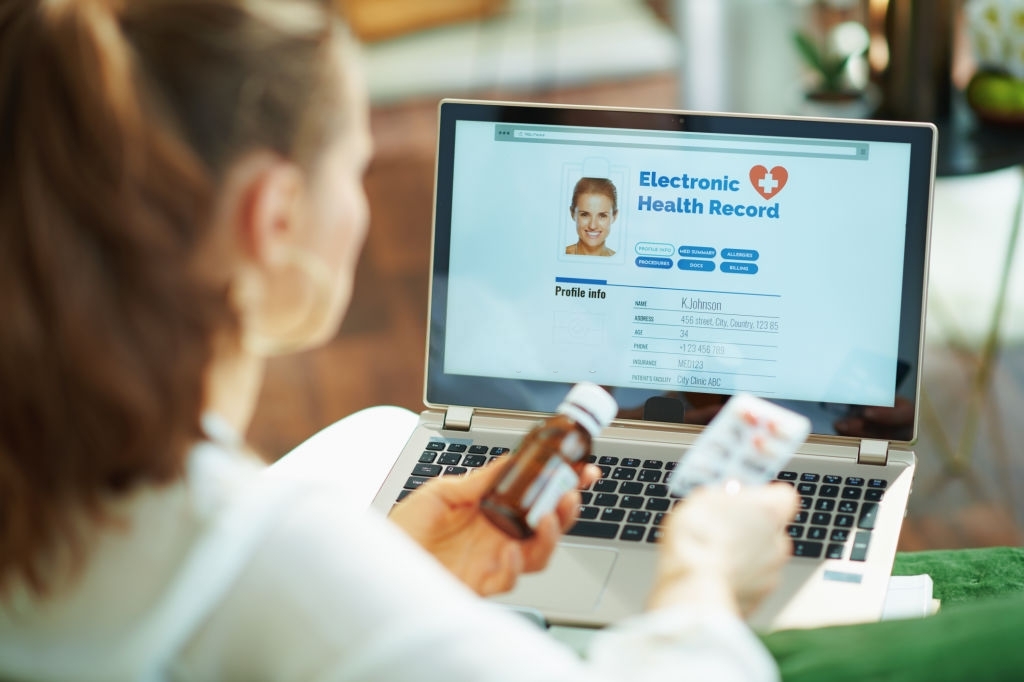 Electronic
Health Record
PROFILE INFO
MED SUMMARY
ALLERGIES
PROCEDURES
DOCS
BILLING
Profile info
NAME K.Johnson
ADDRESS 456 street, City, Country, 123 85
AGE 34
PHONE +1 23 456 789
INSURANCE MED123
PATIENT'S FACILITY City Clinic ABC